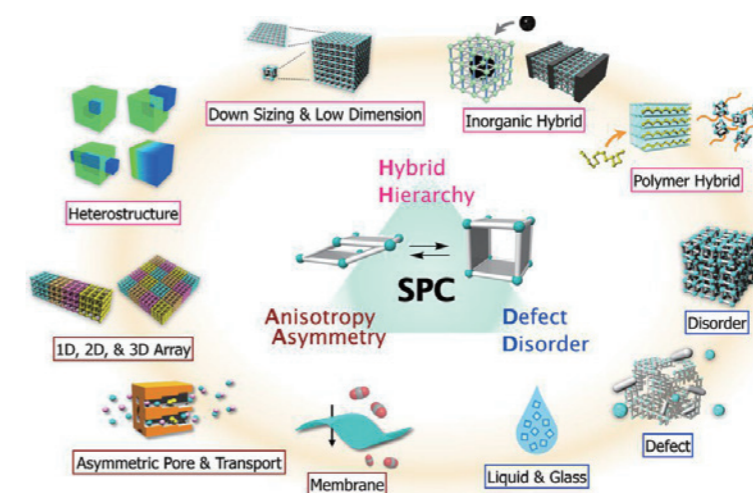 Down Sizing & Low Dimension
Inorganic Hybrid
Polymer Hybrid
Heterostructure
Hybrid
Hierarchy
SPC
Anisotropy
Asymmetry
Defect
Disorder
Disorder
1D, 2D, & 3D Array
Defect
Asymmetric Pore & Transport
Membrane
Liquid & Glass